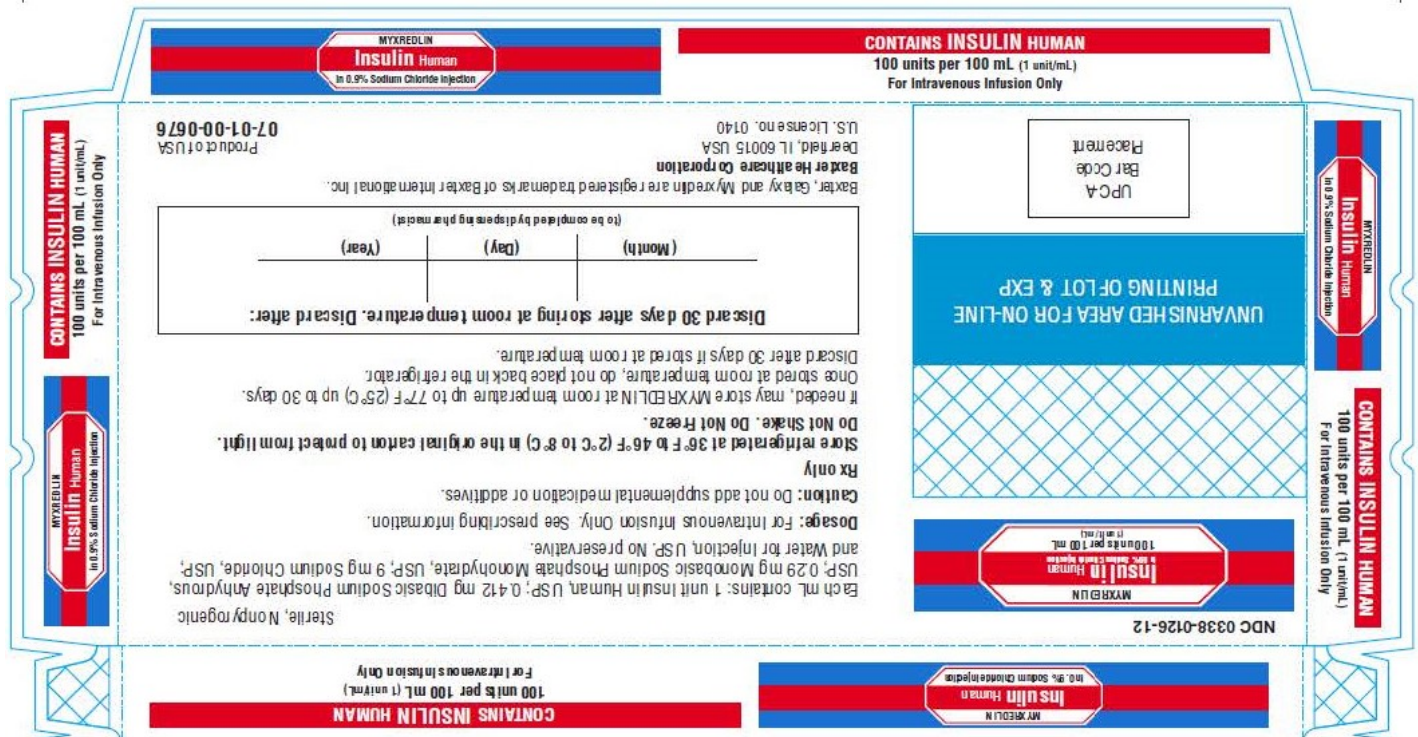 MYXREDLIN
Insulin Human
in 0.9% Sodium Chloride Injection
CONTAINS INSULIN HUMAN
100 units per 100 mL (1 unit/mL)
For Intravenous Infusion Only
CONTAINS INSULIN HUMAN
100 units per 100 mL (1 unit/mL)
For Intravenous Infusion Only
MYXREDLIN
Insulin Human
in 0.9% Sodium Chloride Injection
NDC 0338-0126-12
MYXREDLIN
Insulin Human
in 0.9% Sodium Chloride Injection
100 units per 100 mL
(1 unit/mL)
UNVARNISHED AREA FOR ON-LINE
PRINTING OF LOT & EXP
UPC-A
Bar Code
Placement
Sterile, Nonpyrogenic
Each mL contains: 1 unit Insulin Human, USP; 0.412 mg Dibasic Sodium Phosphate Anhydrous,
USP; 0.29 mg Monobasic Sodium Phosphate Monohydrate, USP; 9 mg Sodium Chloride, USP;
and Water for Injection, USP. No preservative.
Dosage: For Intravenous Infusion Only. See prescribing information.
Caution: Do not add supplemental medication or additives.
Rx only
Store refrigerated at 36°F to 46°F (2°C to 8°C) in the original carton to protect from light.
Do Not Shake. Do Not Freeze.
If needed, may store MYXREDLIN at room temperature up to 77°F (25°C) up to 30 days.
Once stored at room temperature, do not place back in the refrigerator.
Discard after 30 days if stored at room temperature.
Discard 30 days after storing at room temperature. Discard after:
(Month) (Day) (Year)
(to be completed by dispensing pharmacist)
Baxter, Galaxy and Myxredlin are registered trademarks of Baxter International Inc.
Baxter Healthcare Corporation
Deerfield, IL 60015 USA
U.S. License no. 0140
Product of USA
07-01-00-0676
CONTAINS INSULIN HUMAN
100 units per 100 mL (1 unit/mL)
For Intravenous Infusion Only
MYXREDLIN
Insulin Human
in 0.9% Sodium Chloride Injection
MYXREDLIN
Insulin Human
in 0.9% Sodium Chloride Injection
CONTAINS INSULIN HUMAN
100 units per 100 mL (1 unit/mL)
For Intravenous Infusion Only